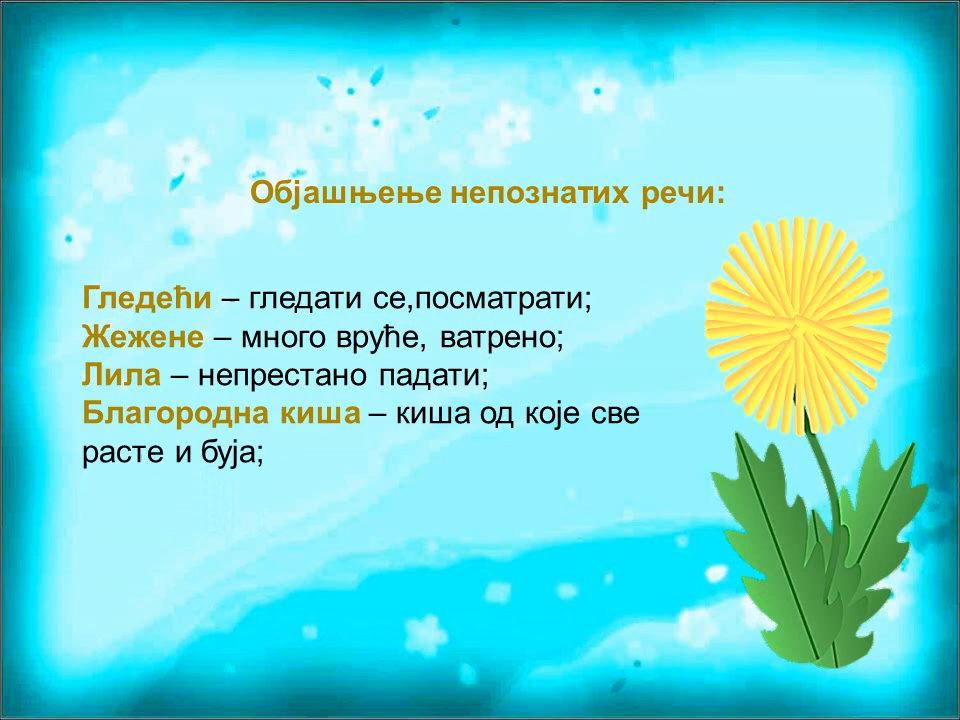 Објашњење непознатих речи:
Гледећи – гледати се,посматрати;
Жежене – много вруће, ватрено;
Лила – непрестано падати;
Благородна киша – киша од које све
расте и буја;